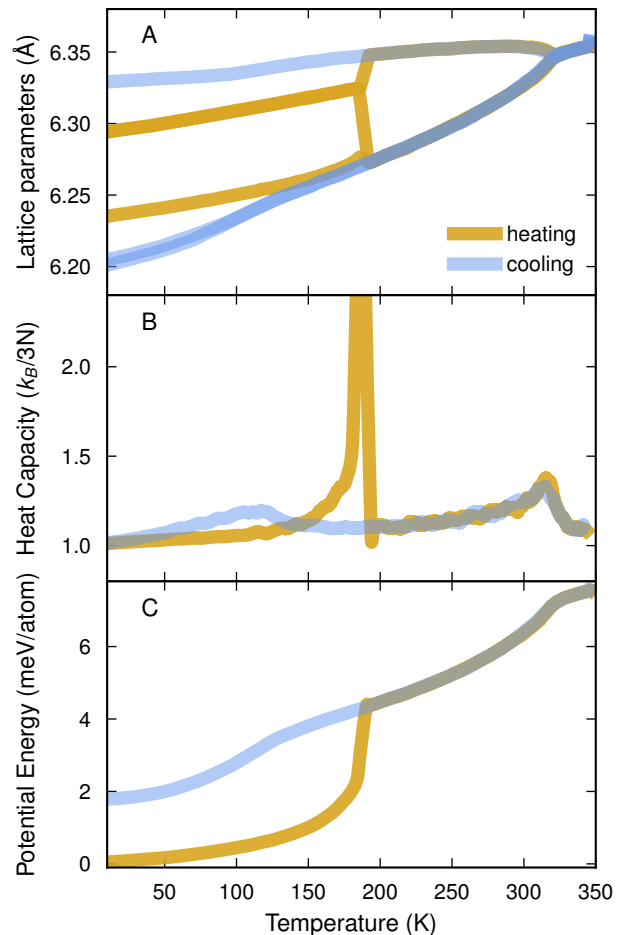 A
Lattice parameters (Å)
6.35
6.30
6.25
6.20
heating
cooling
B
Heat Capacity (k_B/3N)
2.0
1.5
1.0
C
Potential Energy (meV/atom)
6
4
2
0
50 100 150 200 250 300 350
Temperature (K)